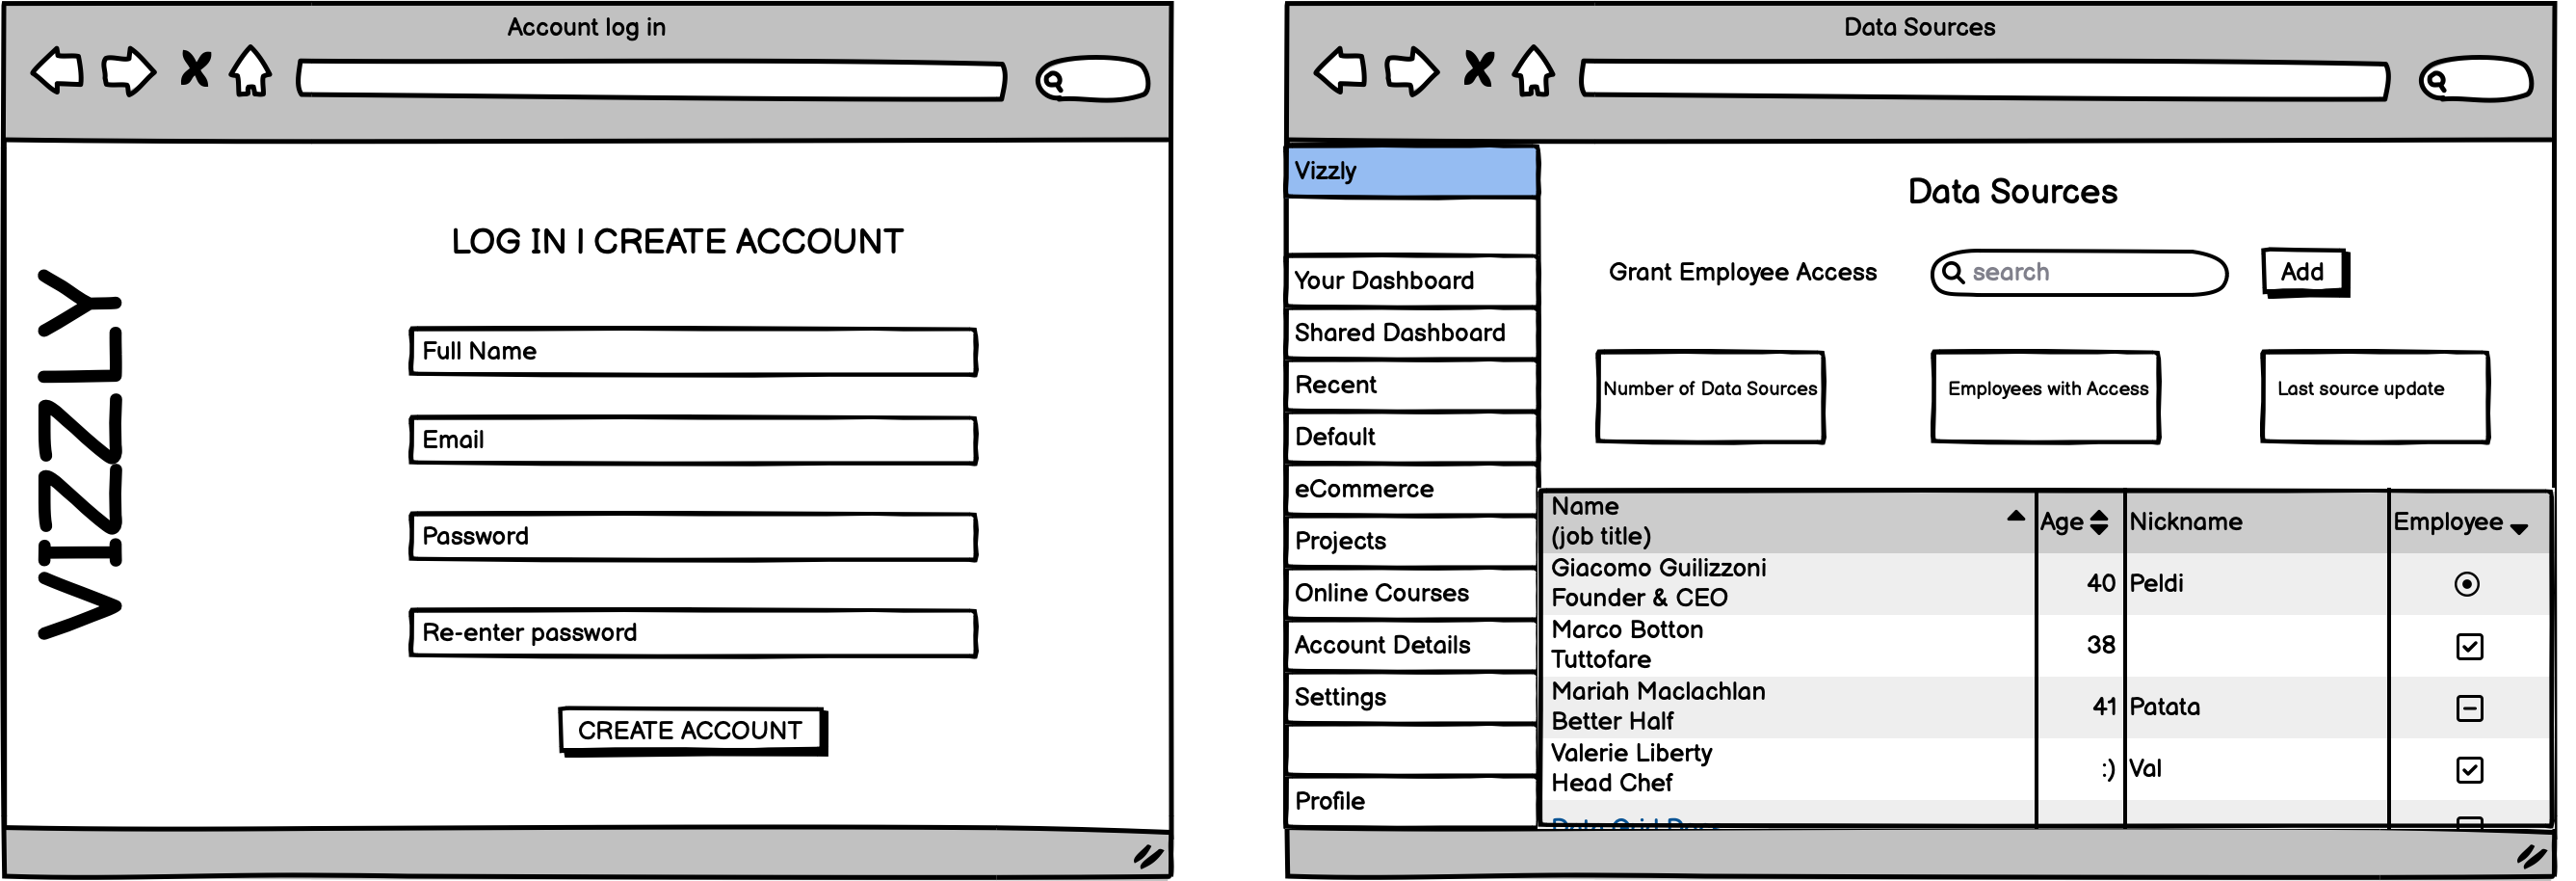 Account log in
VIZZLY
LOG IN | CREATE ACCOUNT
Full Name
Email
Password
Re-enter password
CREATE ACCOUNT
Data Sources
Vizzly
Your Dashboard
Shared Dashboard
Recent
Default
eCommerce
Projects
Online Courses
Account Details
Settings
Profile
Data Sources
Grant Employee Access
search
Add
Number of Data Sources
Employees with Access
Last source update
Name
(job title)
Age
Nickname
Employee
Giacomo Guilizzoni
Founder & CEO
40
Peldi
Marco Botton
Tuttofare
38
Mariah Maclachlan
Better Half
41
Patata
Valerie Liberty
Head Chef
:)
Val